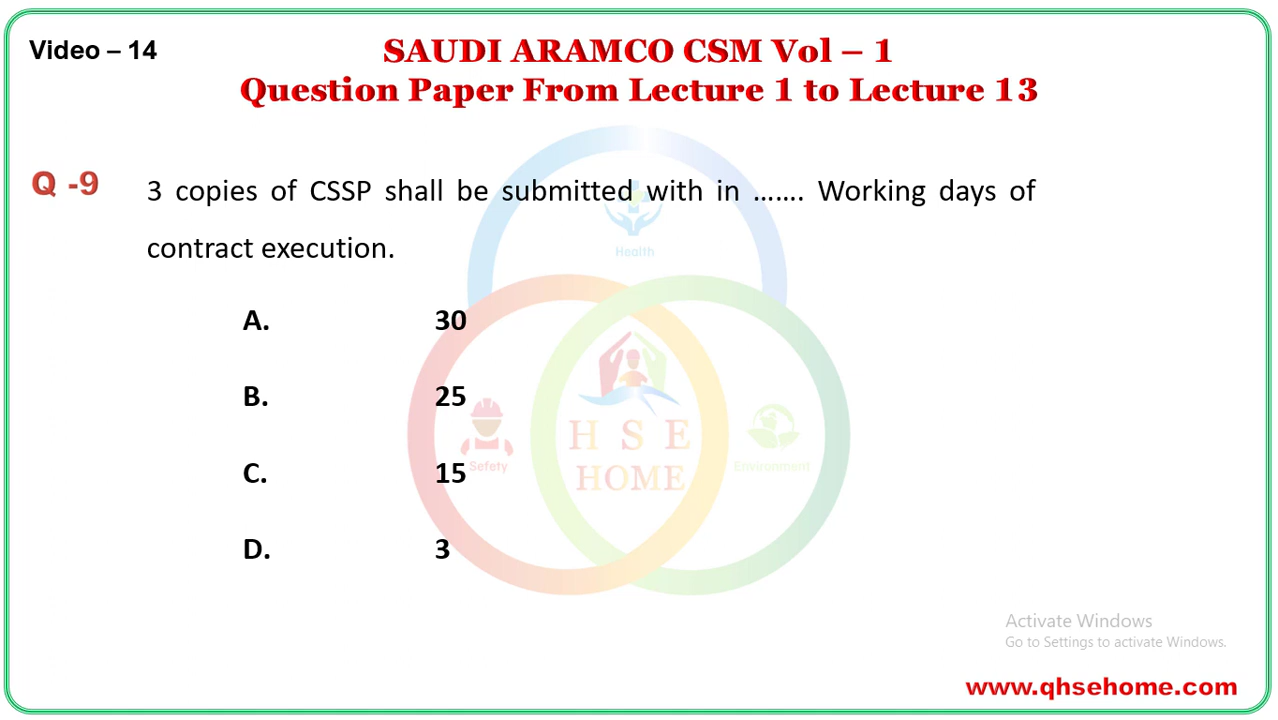 Video – 14
SAUDI ARAMCO CSM Vol – 1
Question Paper From Lecture 1 to Lecture 13
Q -9
3 copies of CSSP shall be submitted with in ....... Working days of
contract execution.
Health
A. 30
B. 25
H S E
HOME
Sefety
Environment
C. 15
D. 3
Activate Windows
Go to Settings to activate Windows.
www.qhsehome.com